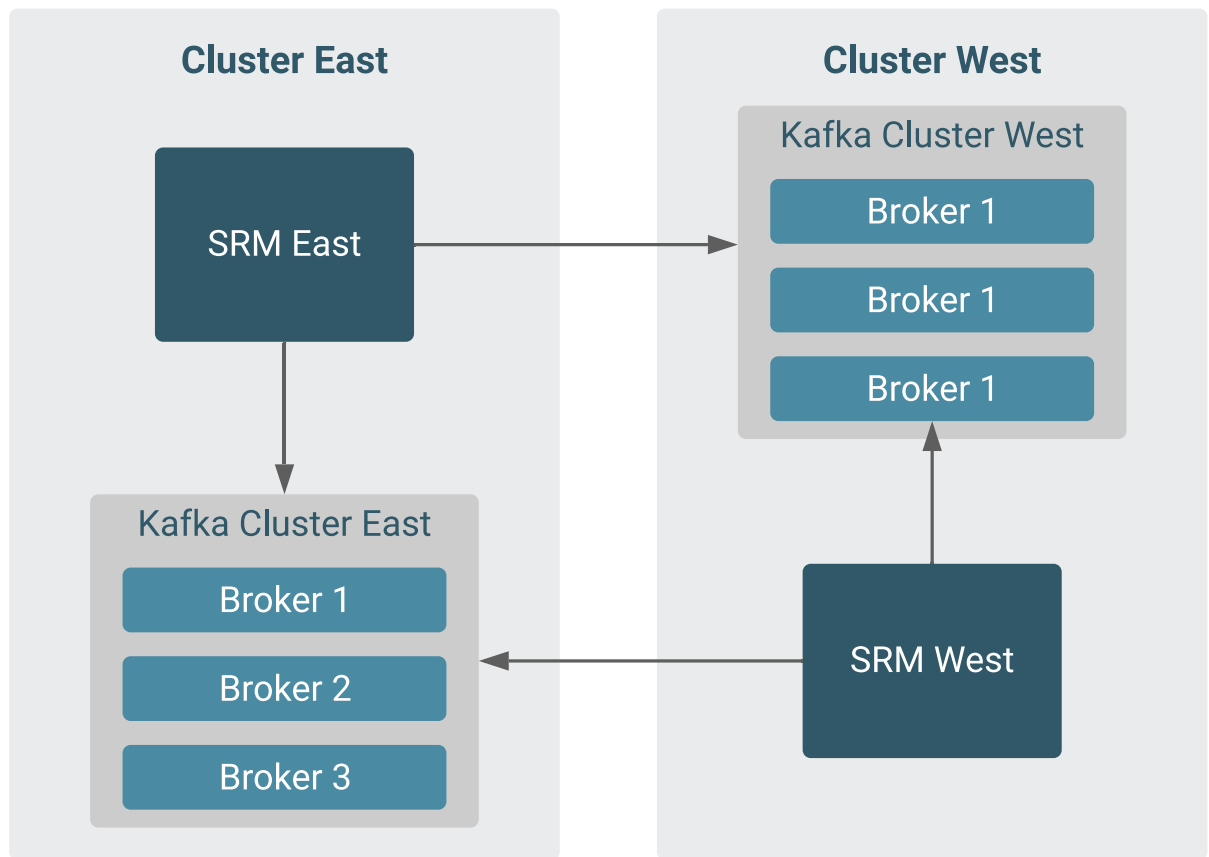 Cluster East
SRM East
Kafka Cluster East
Broker 1
Broker 2
Broker 3
Cluster West
Kafka Cluster West
Broker 1
Broker 1
Broker 1
SRM West